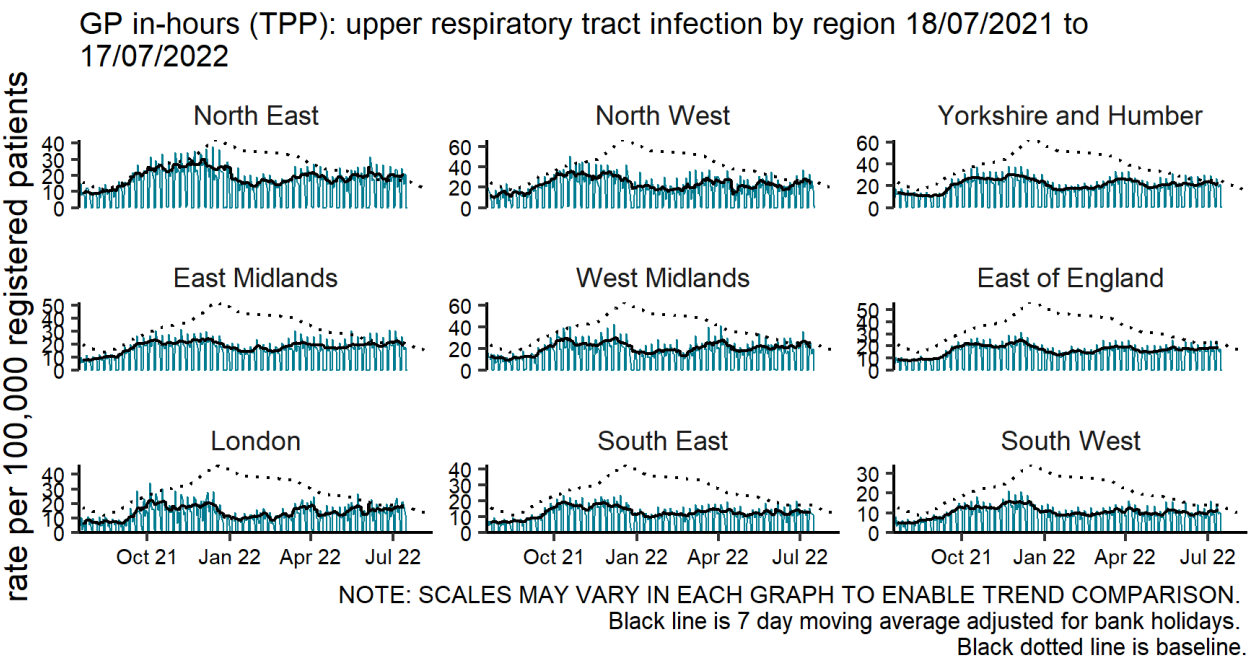 GP in-hours (TPP): upper respiratory tract infection by region 18/07/2021 to
17/07/2022
rate per 100,000 registered patients
North East
40
30
20
10
0
North West
60
40
20
0
Yorkshire and Humber
60
40
20
0
East Midlands
50
40
30
20
10
0
West Midlands
60
40
20
0
East of England
50
40
30
20
10
0
London
40
30
20
10
0
South East
40
30
20
10
0
South West
30
20
10
0
Oct 21 Jan 22 Apr 22 Jul 22
Oct 21 Jan 22 Apr 22 Jul 22
Oct 21 Jan 22 Apr 22 Jul 22
NOTE: SCALES MAY VARY IN EACH GRAPH TO ENABLE TREND COMPARISON.
Black line is 7 day moving average adjusted for bank holidays.
Black dotted line is baseline.